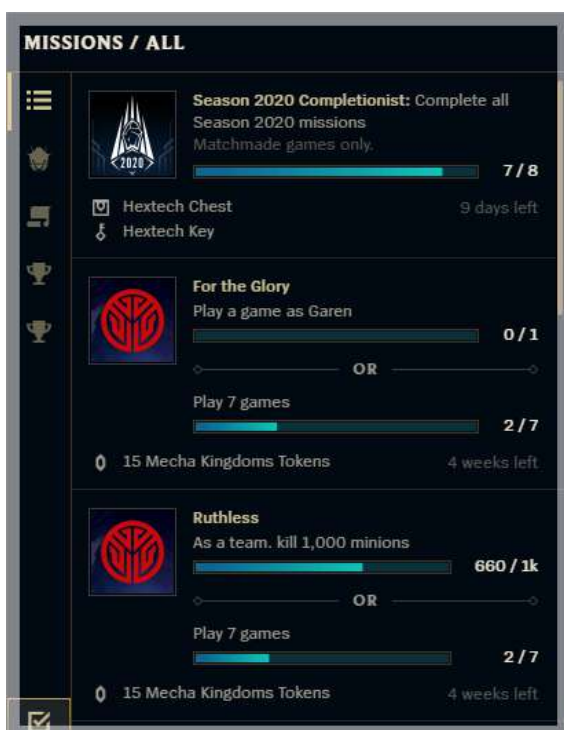 MISSIONS / ALL
Season 2020 Completionist: Complete all
Season 2020 missions
Matchmade games only.
2020
7 / 8
Hextech Chest
9 days left
Hextech Key
For the Glory
Play a game as Garen
0 / 1
OR
Play 7 games
2 / 7
15 Mecha Kingdoms Tokens
4 weeks left
Ruthless
As a team. kill 1,000 minions
660 / 1k
OR
Play 7 games
2 / 7
15 Mecha Kingdoms Tokens
4 weeks left